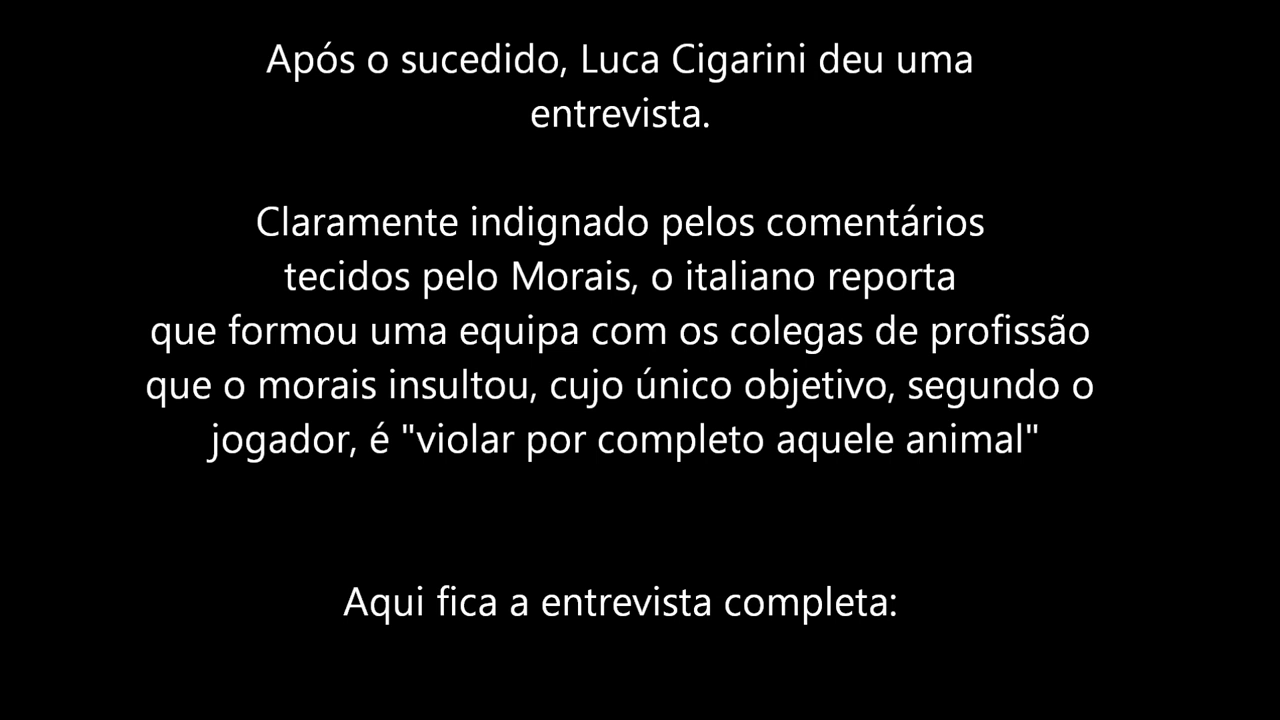 Após o sucedido, Luca Cigarini deu uma
entrevista.
Claramente indignado pelos comentários
tecidos pelo Morais, o italiano reporta
que formou uma equipa com os colegas de profissão
que o morais insultou, cujo único objetivo, segundo o
jogador, é "violar por completo aquele animal"
Aqui fica a entrevista completa: